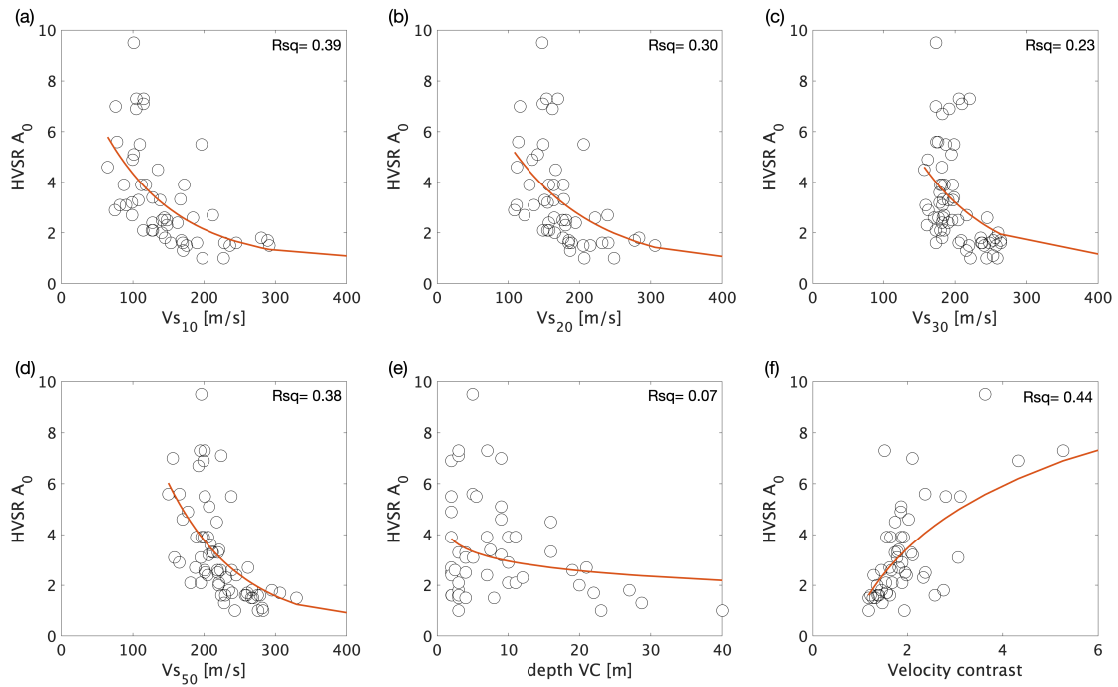 (a)
Rsq= 0.39
HVSR A0
10
8
6
4
2
0
0 100 200 300 400
Vs10 [m/s]
(b)
Rsq= 0.30
HVSR A0
10
8
6
4
2
0
0 100 200 300 400
Vs20 [m/s]
(c)
Rsq= 0.23
HVSR A0
10
8
6
4
2
0
0 100 200 300 400
Vs30 [m/s]
(d)
Rsq= 0.38
HVSR A0
10
8
6
4
2
0
0 100 200 300 400
Vs50 [m/s]
(e)
Rsq= 0.07
HVSR A0
10
8
6
4
2
0
0 10 20 30 40
depth VC [m]
(f)
Rsq= 0.44
HVSR A0
10
8
6
4
2
0
0 2 4 6
Velocity contrast